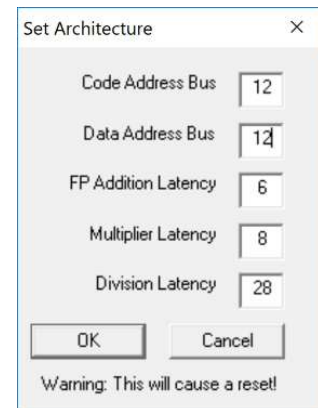 Set Architecture ×
Code Address Bus 12
Data Address Bus 12
FP Addition Latency 6
Multiplier Latency 8
Division Latency 28
OK Cancel
Warning: This will cause a reset!